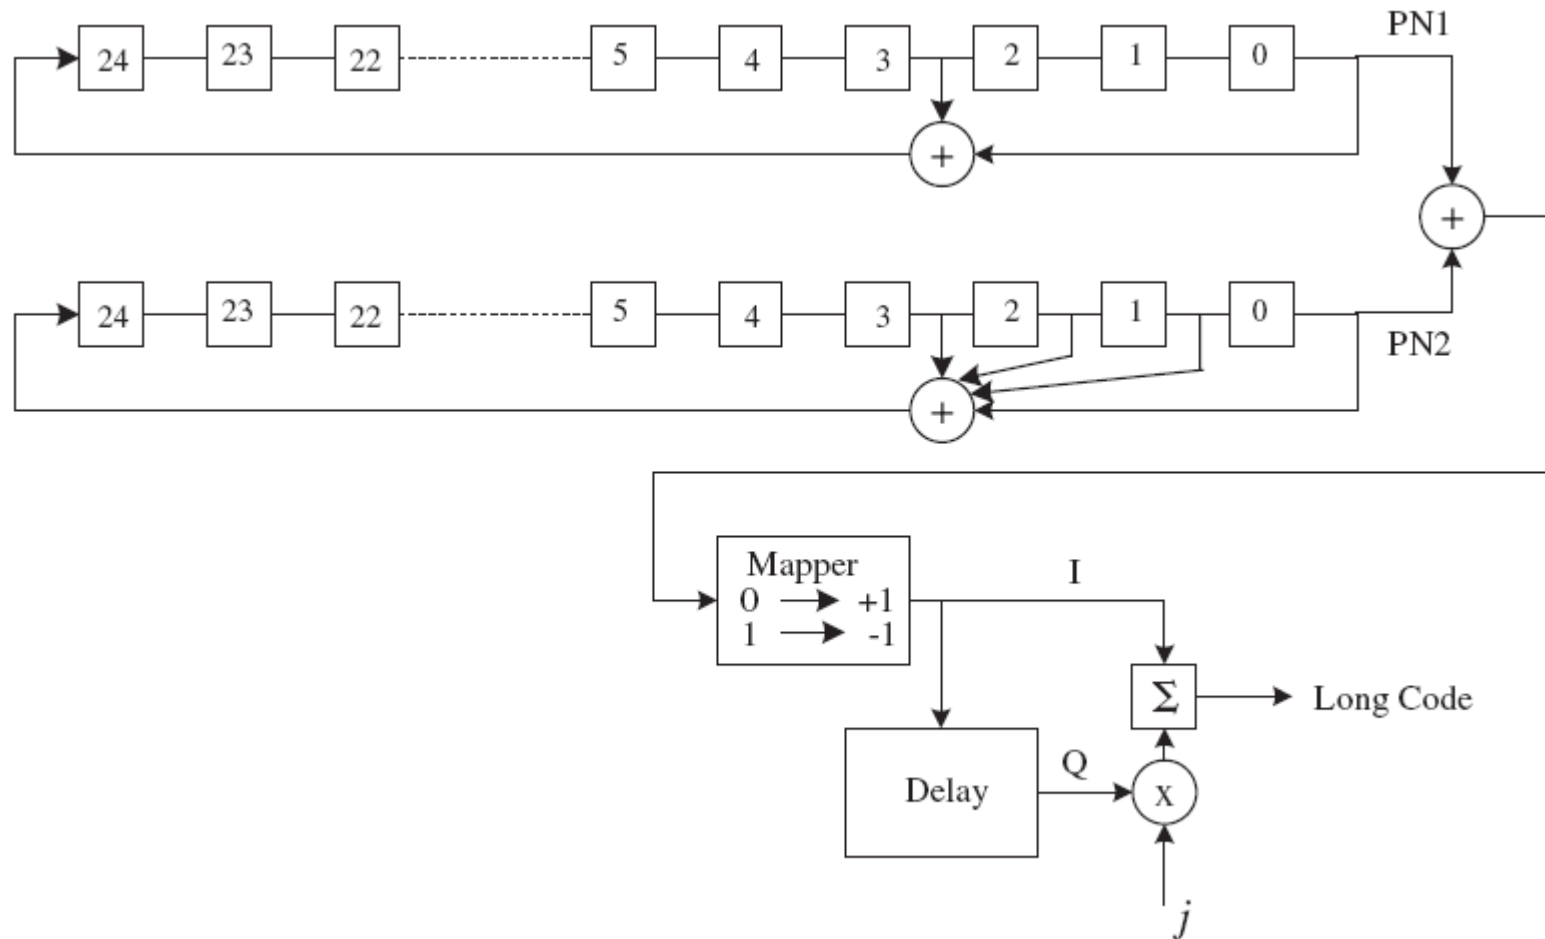 PN1
24 23 22 5 4 3 2 1 0
+
+
24 23 22 5 4 3 2 1 0
PN2
+
Mapper
0 +1
1 -1
I
Σ
Long Code
Delay
Q
x
j